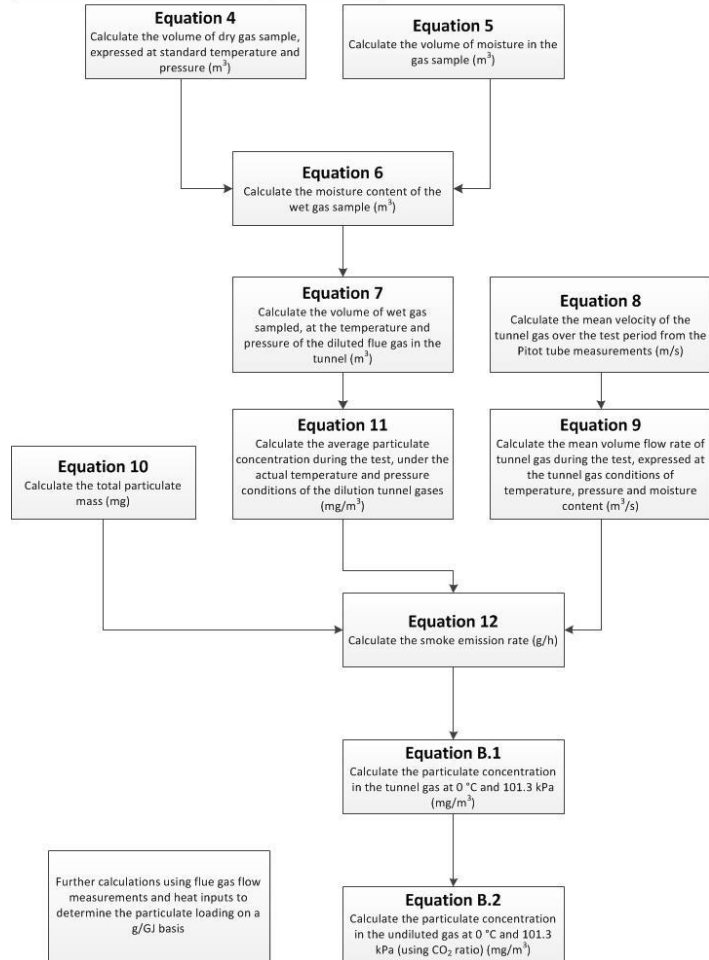 Equation 4
Calculate the volume of dry gas sample,
expressed at standard temperature and
pressure (m³)
Equation 5
Calculate the volume of moisture in the
gas sample (m³)
Equation 6
Calculate the moisture content of the
wet gas sample (m³)
Equation 7
Calculate the volume of wet gas
sampled, at the temperature and
pressure of the diluted flue gas in the
tunnel (m³)
Equation 8
Calculate the mean velocity of the
tunnel gas over the test period from the
Pitot tube measurements (m/s)
Equation 10
Calculate the total particulate
mass (mg)
Equation 11
Calculate the average particulate
concentration during the test, under the
actual temperature and pressure
conditions of the dilution tunnel gases
(mg/m³)
Equation 9
Calculate the mean volume flow rate of
tunnel gas during the test, expressed at
the tunnel gas conditions of
temperature, pressure and moisture
content (m³/s)
Equation 12
Calculate the smoke emission rate (g/h)
Equation B.1
Calculate the particulate concentration
in the tunnel gas at 0 °C and 101.3 kPa
(mg/m³)
Further calculations using flue gas flow
measurements and heat inputs to
determine the particulate loading on a
g/GJ basis
Equation B.2
Calculate the particulate concentration
in the undiluted gas at 0 °C and 101.3
kPa (using CO₂ ratio) (mg/m³)